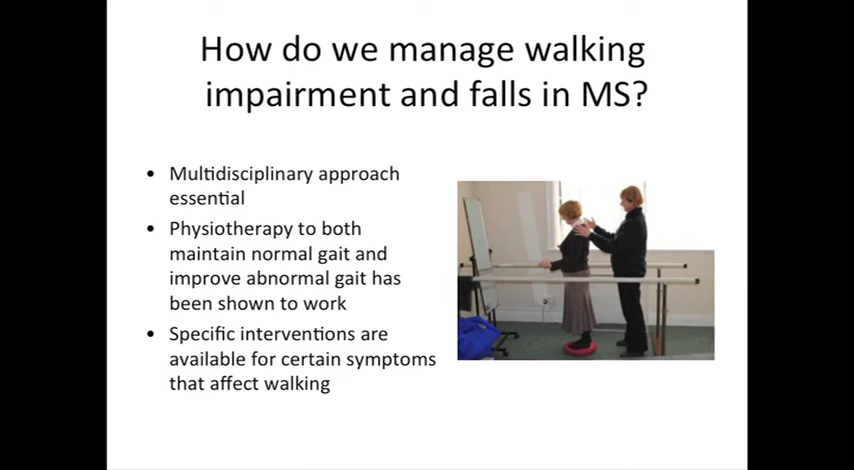 How do we manage walking
impairment and falls in MS?
• Multidisciplinary approach
essential
• Physiotherapy to both
maintain normal gait and
improve abnormal gait has
been shown to work
• Specific interventions are
available for certain symptoms
that affect walking